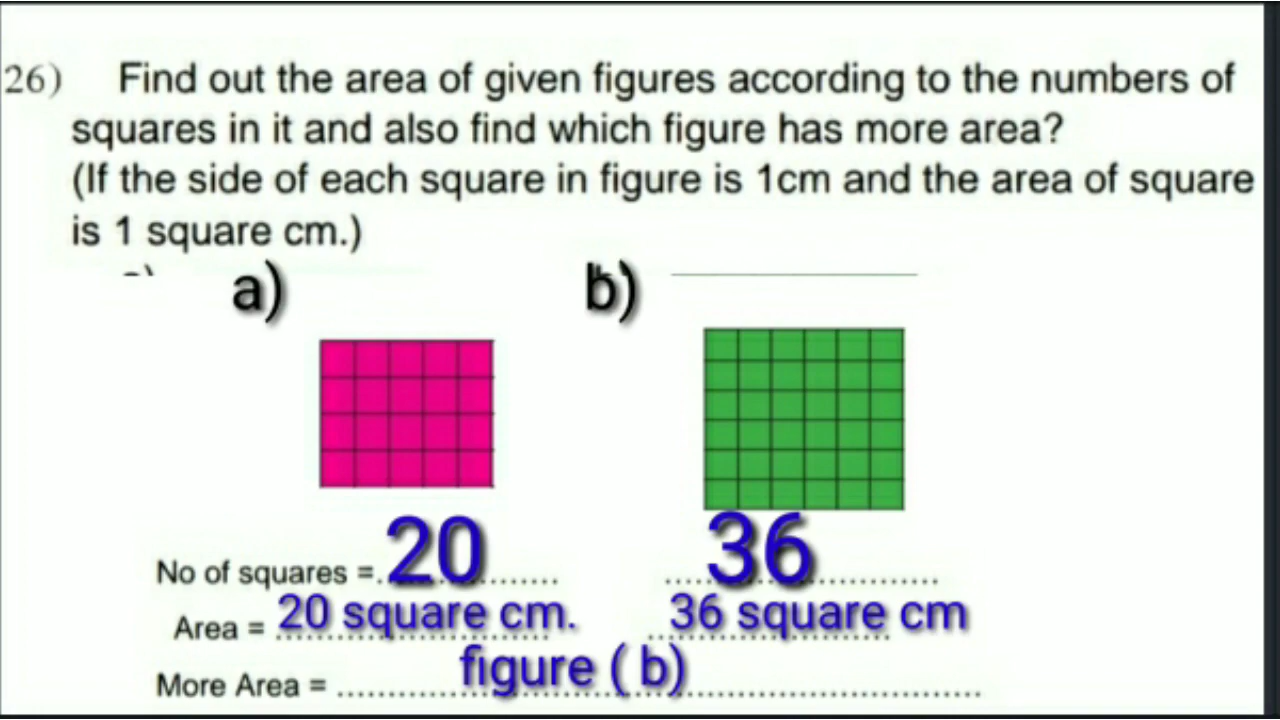 26) Find out the area of given figures according to the numbers of
squares in it and also find which figure has more area?
(If the side of each square in figure is 1cm and the area of square
is 1 square cm.)
a) b)
No of squares =. 20 ............ .... 36 ................
Area = 20 square cm. 36 square cm
More Area = ............ figure ( b) ................................